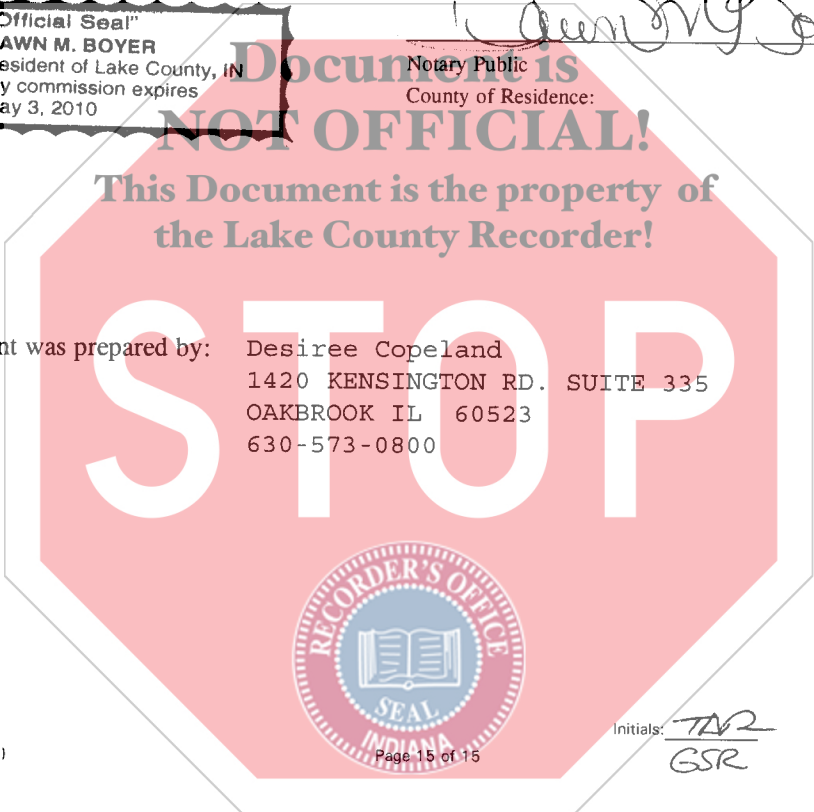 Official Seal"
AWN M. BOYER
esident of Lake County, IN
y commission expires
ay 3, 2010
Notary Public
County of Residence:
Document is
NOT OFFICIAL!
This Document is the property of
the Lake County Recorder!
STOP
nt was prepared by: Desiree Copeland
1420 KENSINGTON RD. SUITE 335
OAKBROOK IL 60523
630-573-0800
RECORDER'S OFFICE
SEAL
INDIANA
Initials: TAR
GSR
)
Page 15 of 15